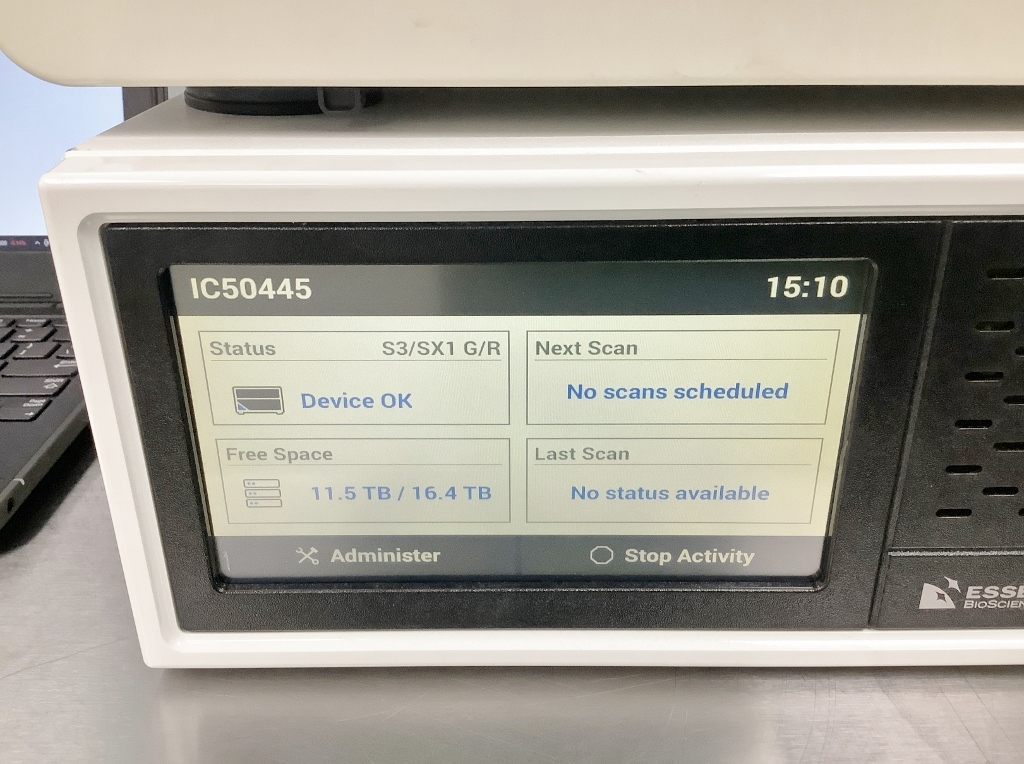 IC50445
15:10
Status
S3/SX1 G/R
Device OK
Next Scan
No scans scheduled
Free Space
11.5 TB / 16.4 TB
Last Scan
No status available
Administer
Stop Activity